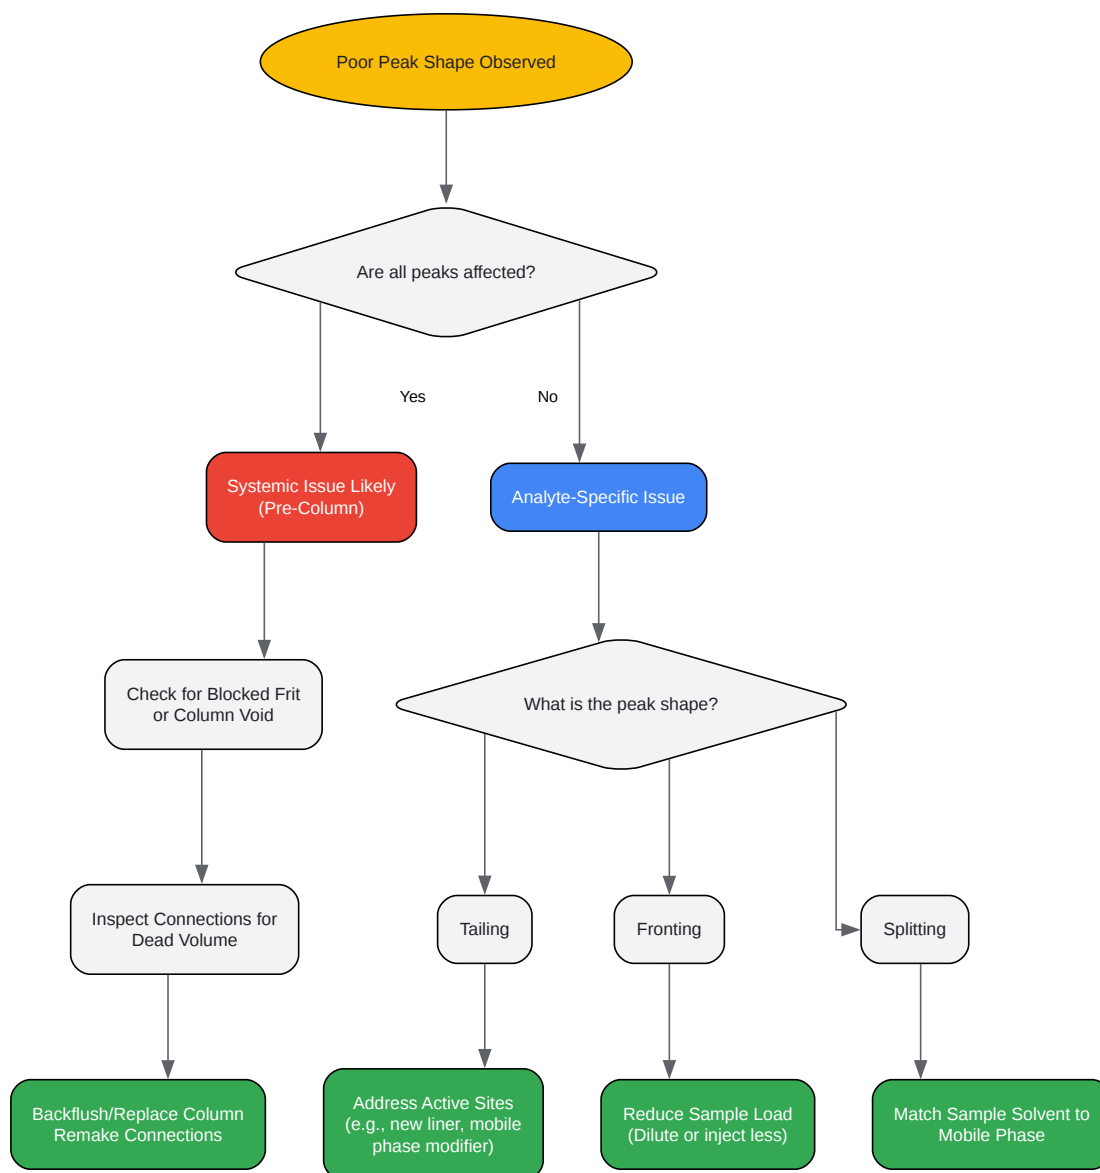 Poor Peak Shape Observed
Are all peaks affected?
Yes
No
Systemic Issue Likely
(Pre-Column)
Analyte-Specific Issue
Check for Blocked Frit
or Column Void
What is the peak shape?
Inspect Connections for
Dead Volume
Tailing
Fronting
Splitting
Backflush/Replace Column
Remake Connections
Address Active Sites
(e.g., new liner, mobile
phase modifier)
Reduce Sample Load
(Dilute or inject less)
Match Sample Solvent to
Mobile Phase